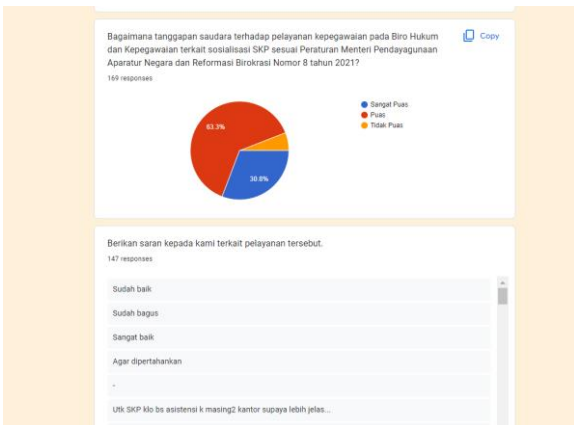 Bagaimana tanggapan saudara terhadap pelayanan kepegawaian pada Biro Hukum
Copy
dan Kepegawaian terkait sosialisasi SKP sesuai Peraturan Menteri Pendayagunaan
Aparatur Negara dan Reformasi Birokrasi Nomor 8 tahun 2021?
169 responses
Sangat Puas
Puas
Tidak Puas
63.3%
30.8%
Berikan saran kepada kami terkait pelayanan tersebut.
147 responses
Sudah baik
Sudah bagus
Sangat baik
Agar dipertahankan
-
Utk SKP klo bs asistensi k masing2 kantor supaya lebih jelas...